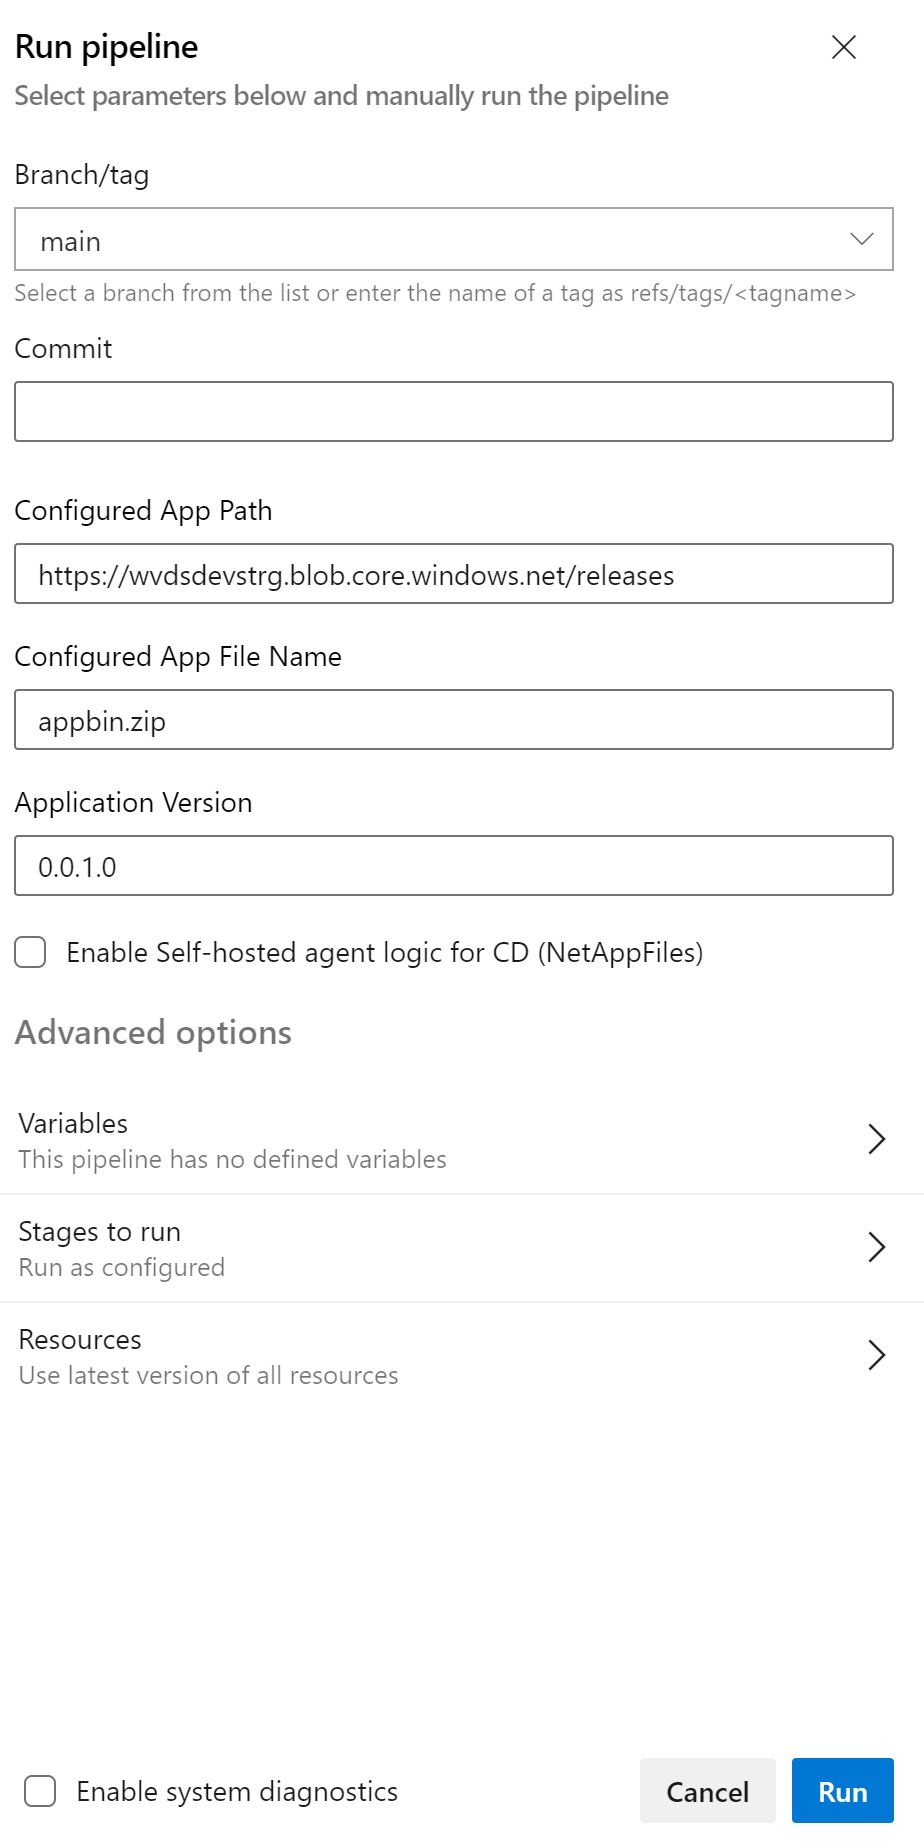 Run pipeline
Select parameters below and manually run the pipeline
Branch/tag
main
Select a branch from the list or enter the name of a tag as refs/tags/<tagname>
Commit
Configured App Path
https://wvdsdevstrg.blob.core.windows.net/releases
Configured App File Name
appbin.zip
Application Version
0.0.1.0
Enable Self-hosted agent logic for CD (NetAppFiles)
Advanced options
Variables
This pipeline has no defined variables
Stages to run
Run as configured
Resources
Use latest version of all resources
Enable system diagnostics
Cancel
Run